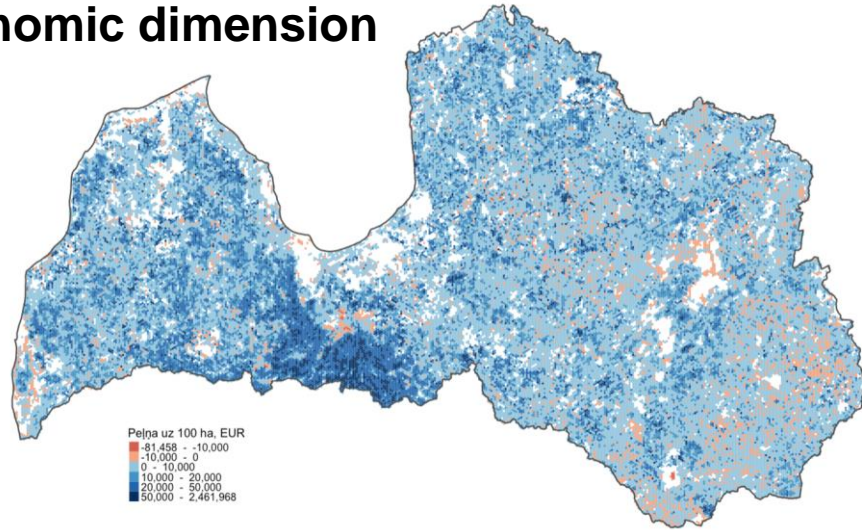 nomic dimension
Peļņa uz 100 ha, EUR
-81,458 - -10,000
-10,000 - 0
0 - 10,000
10,000 - 20,000
20,000 - 50,000
50,000 - 2,461,968